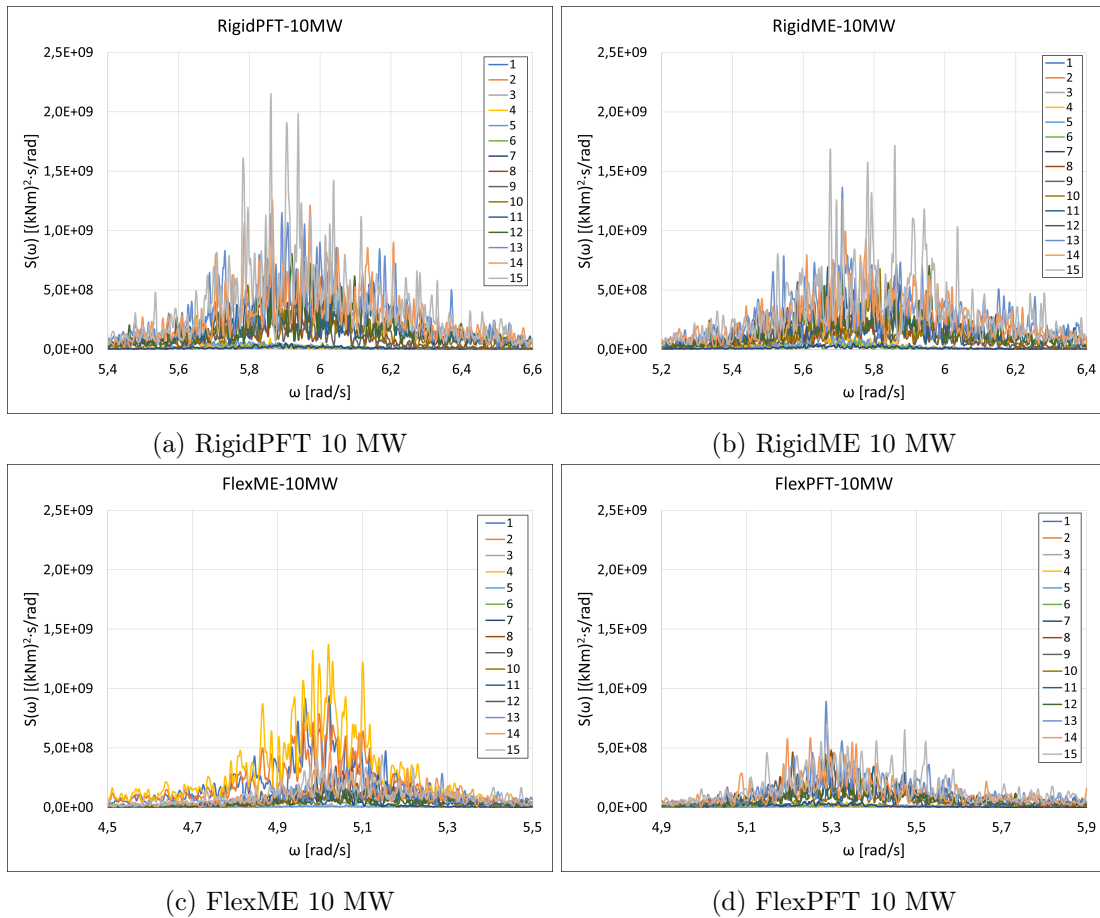 RigidPFT-10MW
S(ω) [(kNm)²·s/rad]
2,5E+09
2,0E+09
1,5E+09
1,0E+09
5,0E+08
0,0E+00
5,4 5,6 5,8 6 6,2 6,4 6,6
ω [rad/s]
1
2
3
4
5
6
7
8
9
10
11
12
13
14
15
(a) RigidPFT 10 MW
RigidME-10MW
S(ω) [(kNm)²·s/rad]
2,5E+09
2,0E+09
1,5E+09
1,0E+09
5,0E+08
0,0E+00
5,2 5,4 5,6 5,8 6 6,2 6,4
ω [rad/s]
1
2
3
4
5
6
7
8
9
10
11
12
13
14
15
(b) RigidME 10 MW
FlexME-10MW
S(ω) [(kNm)²·s/rad]
2,5E+09
2,0E+09
1,5E+09
1,0E+09
5,0E+08
0,0E+00
4,5 4,7 4,9 5,1 5,3 5,5
ω [rad/s]
1
2
3
4
5
6
7
8
9
10
11
12
13
14
15
(c) FlexME 10 MW
FlexPFT-10MW
S(ω) [(kNm)²·s/rad]
2,5E+09
2,0E+09
1,5E+09
1,0E+09
5,0E+08
0,0E+00
4,9 5,1 5,3 5,5 5,7 5,9
ω [rad/s]
1
2
3
4
5
6
7
8
9
10
11
12
13
14
15
(d) FlexPFT 10 MW